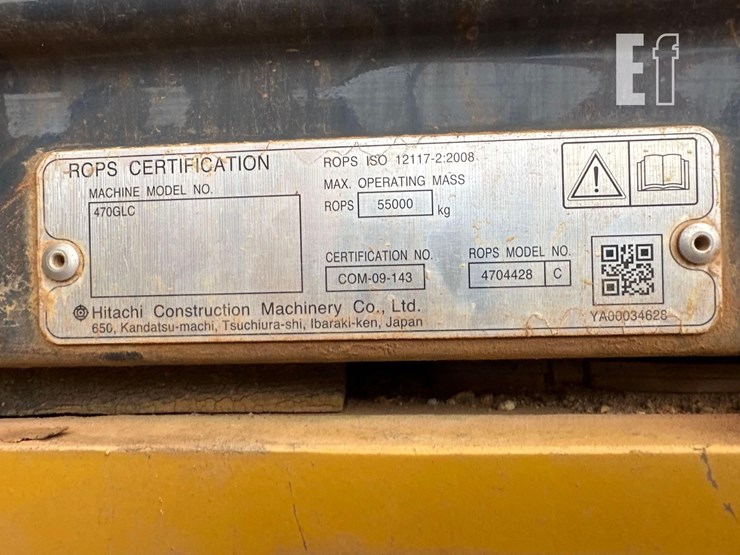 Ef
ROPS CERTIFICATION
MACHINE MODEL NO.
470GLC
ROPS ISO 12117-2:2008
MAX. OPERATING MASS
ROPS 55000 kg
CERTIFICATION NO.
COM-09-143
ROPS MODEL NO.
4704428 C
Hitachi Construction Machinery Co., Ltd.
650, Kandatsu-machi, Tsuchiura-shi, Ibaraki-ken, Japan
YA00034628